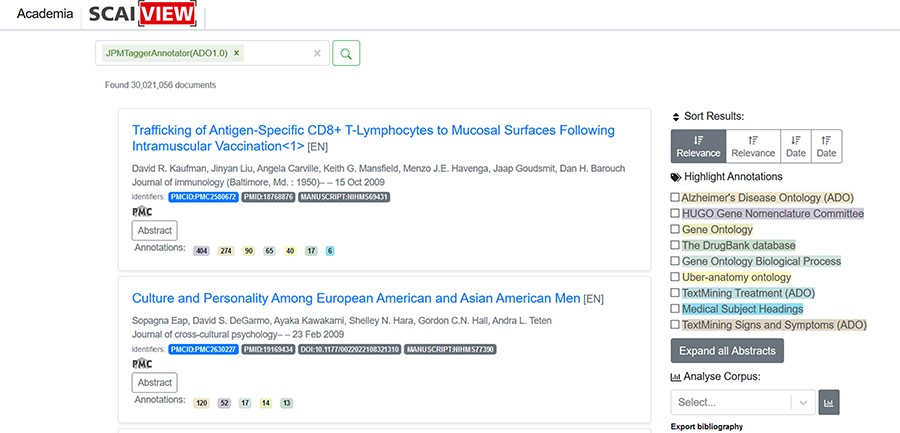 Academia SCAI VIEW
JPMTaggerAnnotator(ADO1.0) × ×
Found 30,021,056 documents
Trafficking of Antigen-Specific CD8+ T-Lymphocytes to Mucosal Surfaces Following
Intramuscular Vaccination<1> [EN]
David R. Kaufman, Jinyan Liu, Angela Carville, Keith G. Mansfield, Menzo J.E. Havenga, Jaap Goudsmit, Dan H. Barouch
Journal of immunology (Baltimore, Md. : 1950)– – 15 Oct 2009
Identifiers: PMCID:PMC2580672 PMID:18768876 MANUSCRIPT:NIHMS69431
PMC
Abstract
Annotations: 404 274 90 65 40 17 6
Culture and Personality Among European American and Asian American Men [EN]
Sopagna Eap, David S. DeGarmo, Ayaka Kawakami, Shelley N. Hara, Gordon C.N. Hall, Andra L. Teten
Journal of cross-cultural psychology– – 23 Feb 2009
Identifiers: PMCID:PMC2630227 PMID:19169434 DOI:10.1177/0022022108321310 MANUSCRIPT:NIHMS77390
PMC
Abstract
Annotations: 120 52 17 14 13
Sort Results:
Relevance Relevance Date Date
Highlight Annotations
Alzheimer's Disease Ontology (ADO)
HUGO Gene Nomenclature Committee
Gene Ontology
The DrugBank database
Gene Ontology Biological Process
Uber-anatomy ontology
TextMining Treatment (ADO)
Medical Subject Headings
TextMining Signs and Symptoms (ADO)
Expand all Abstracts
Analyse Corpus:
Select...
Export bibliography